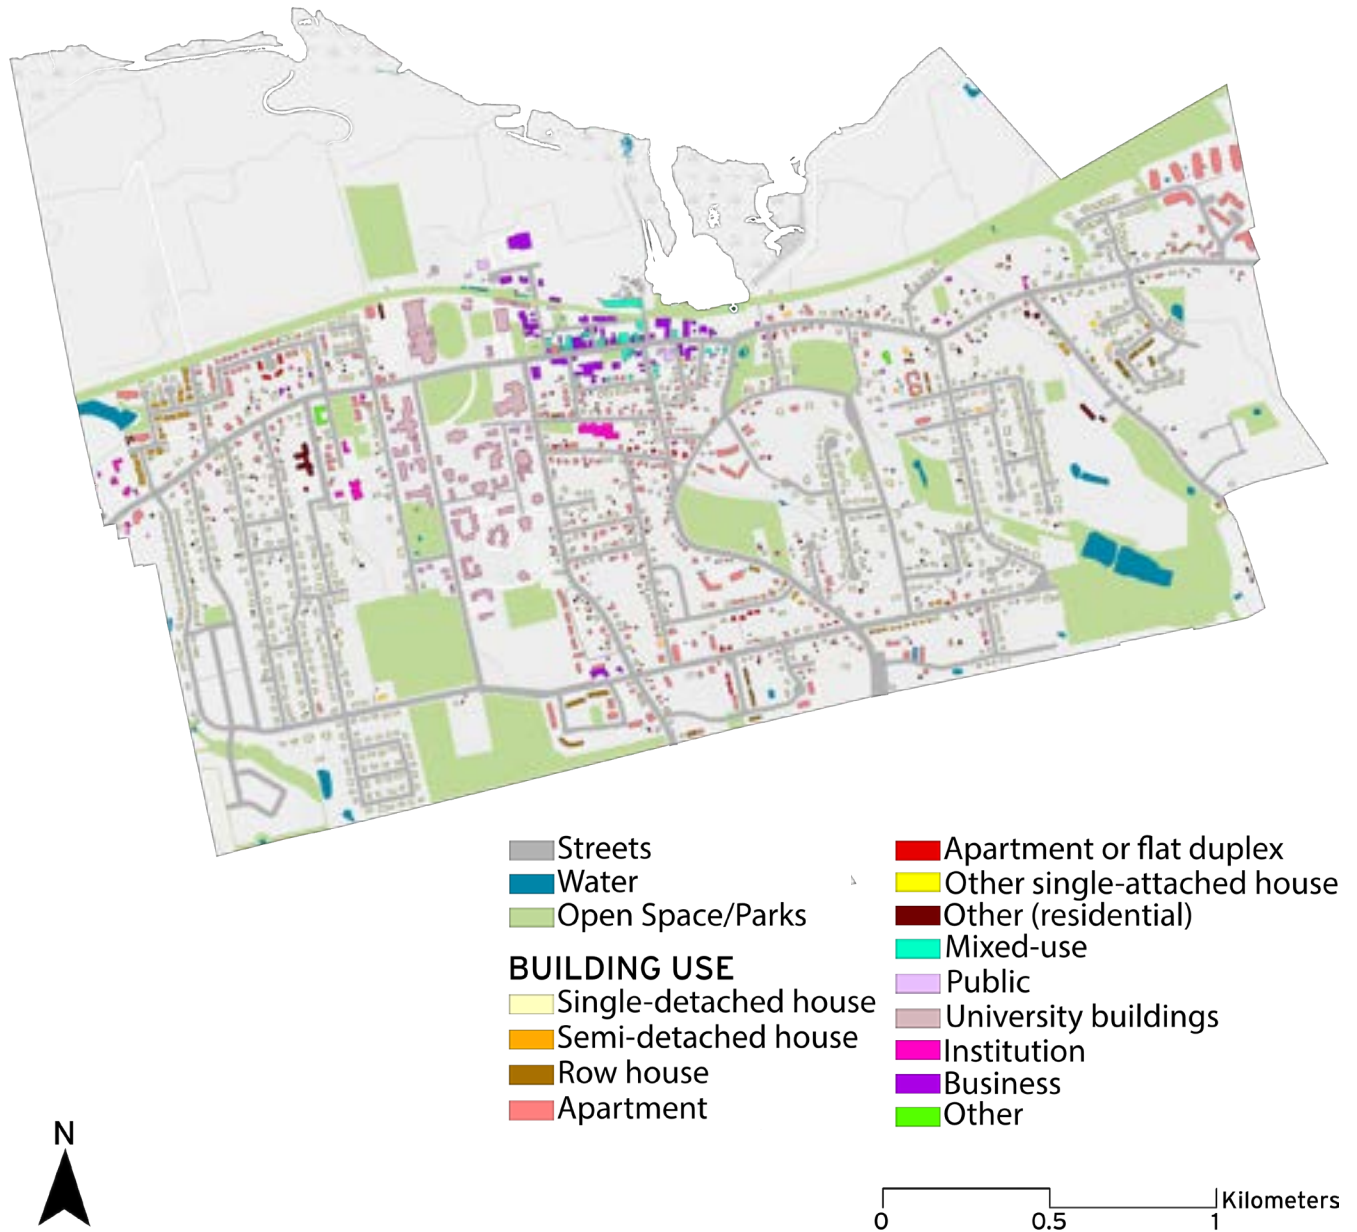 Streets
Water
Open Space/Parks
BUILDING USE
Single-detached house
Semi-detached house
Row house
Apartment
Apartment or flat duplex
Other single-attached house
Other (residential)
Mixed-use
Public
University buildings
Institution
Business
Other
N
Kilometers
0 0.5 1